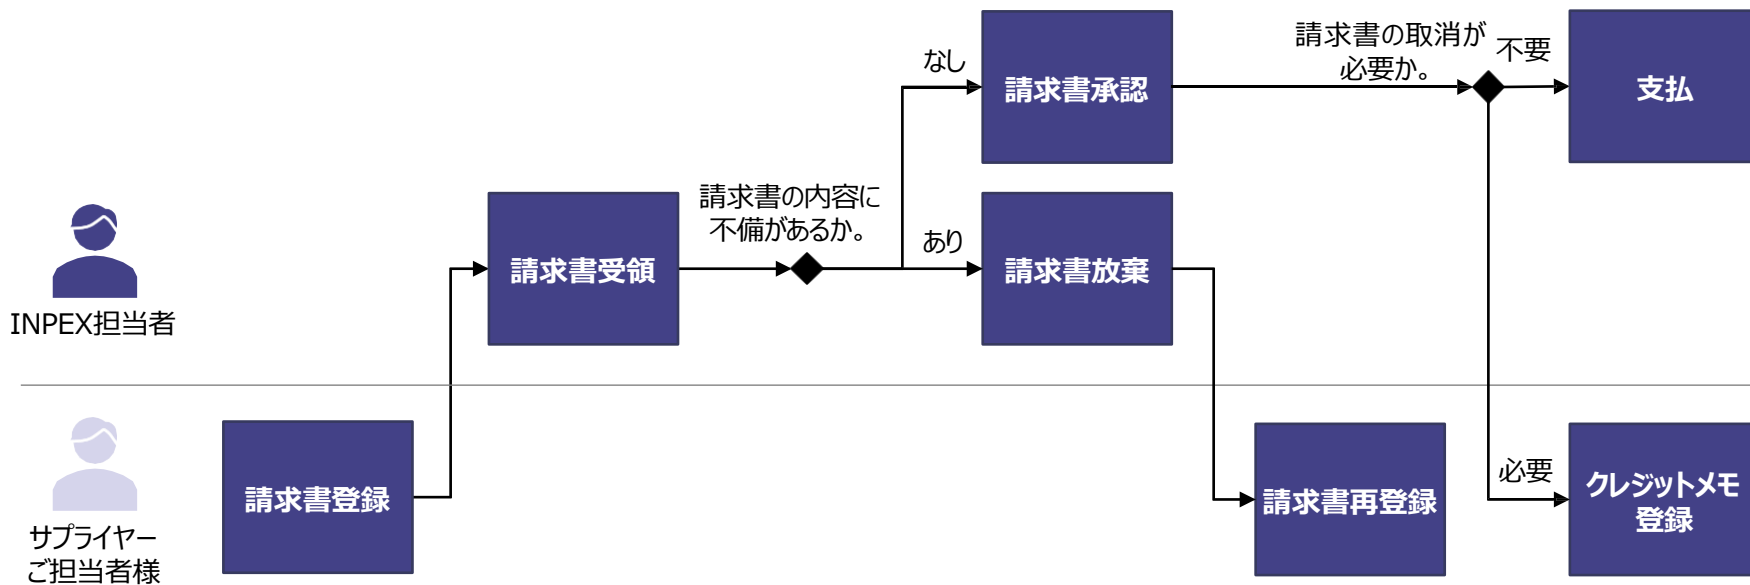 請求書の取消が
必要か。
不要
なし
請求書承認
支払
請求書の内容に
不備があるか。
あり
請求書受領
請求書放棄
INPEX担当者
必要
請求書登録
請求書再登録
クレジットメモ
登録
サプライヤー
ご担当者様